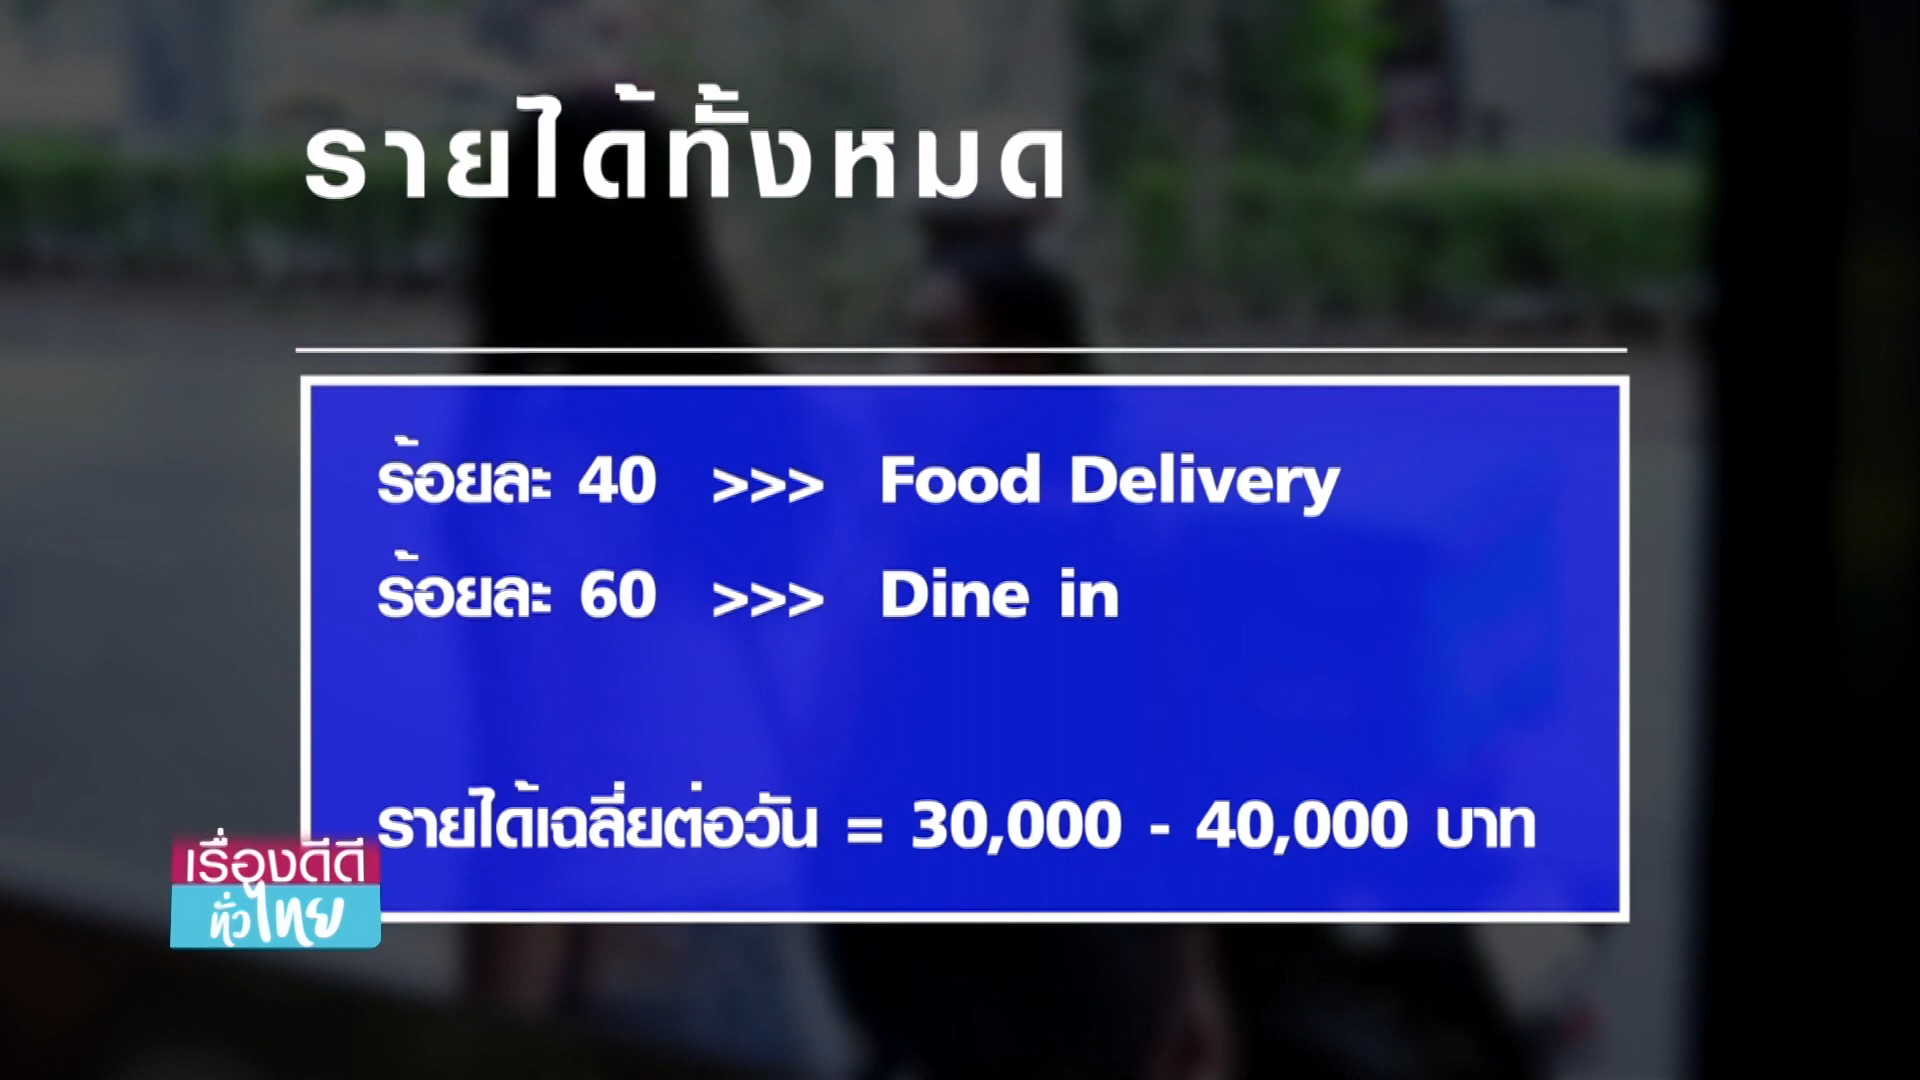 รายได้ทั้งหมด
ร้อยละ 40 >>> Food Delivery
ร้อยละ 60 >>> Dine in
รายได้เฉลี่ยต่อวัน = 30,000 - 40,000 บาท
เรื่องดีดี
ทั่วไทย